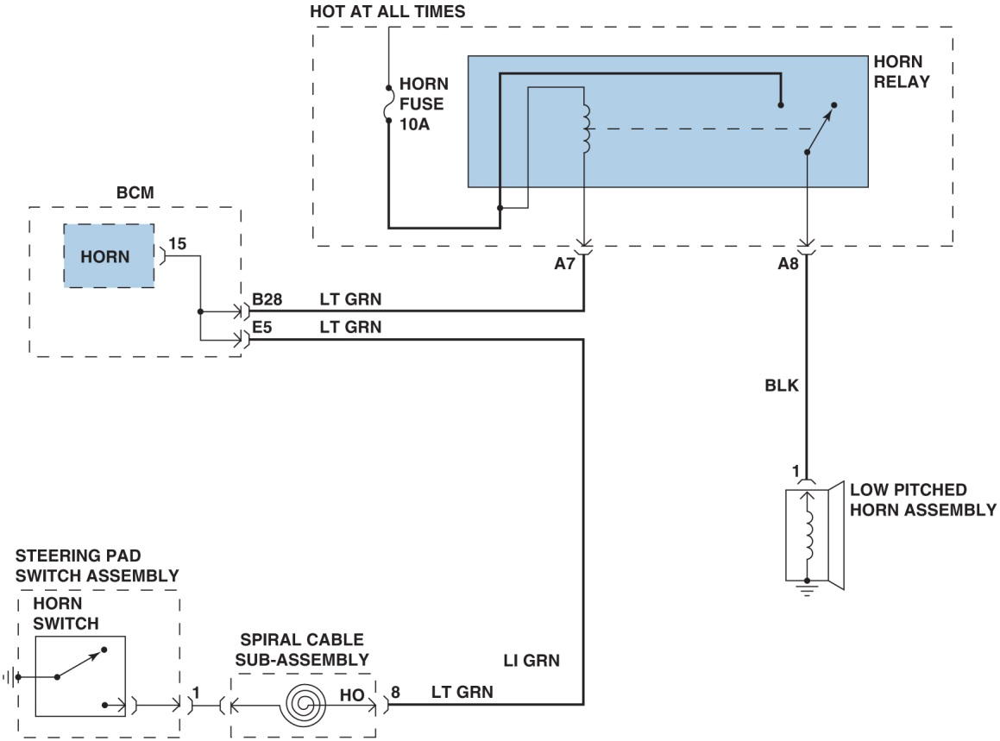 HOT AT ALL TIMES
HORN
FUSE
10A
HORN
RELAY
BCM
HORN
15
A7
A8
B28
LT GRN
E5
LT GRN
BLK
1
LOW PITCHED
HORN ASSEMBLY
STEERING PAD
SWITCH ASSEMBLY
HORN
SWITCH
SPIRAL CABLE
SUB-ASSEMBLY
LI GRN
1
HO
8
LT GRN